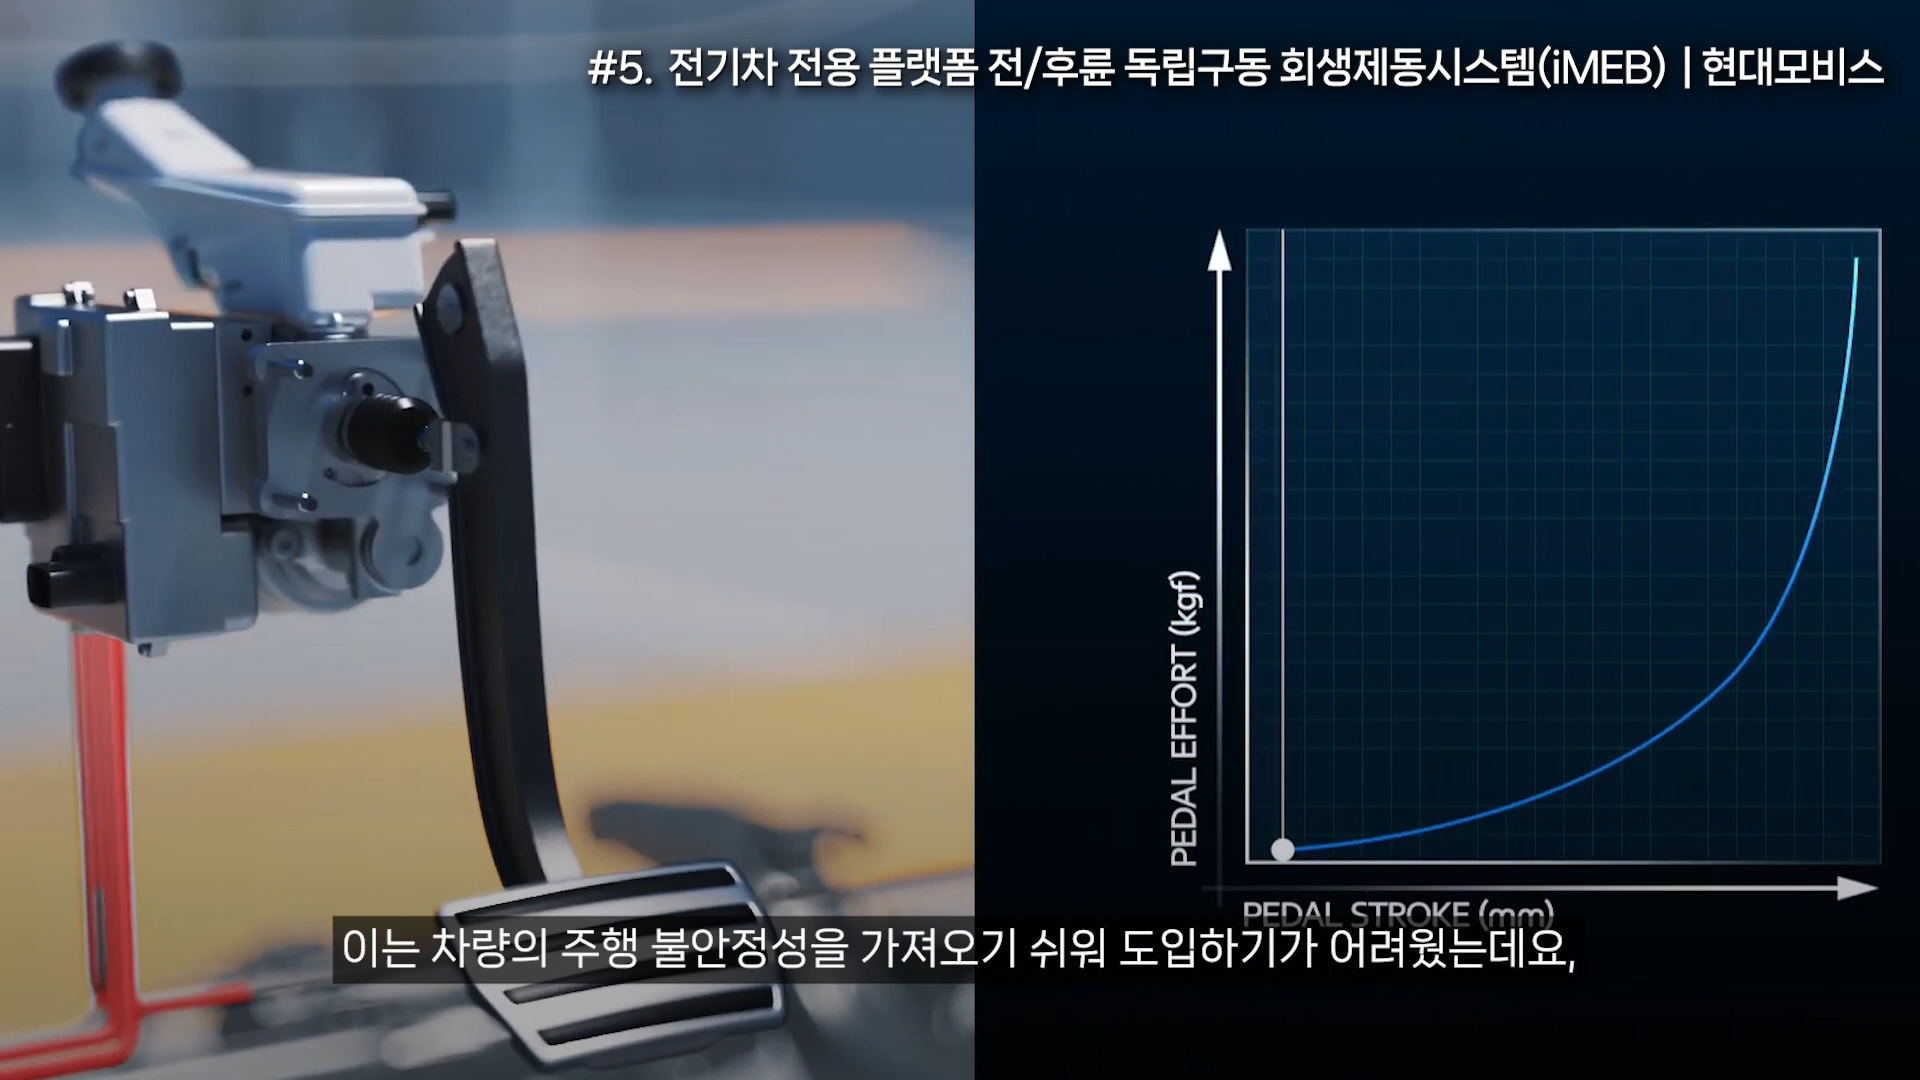 #5. 전기차 전용 플랫폼 전/후륜 독립구동 회생제동시스템(iMEB) | 현대모비스
PEDAL EFFORT (kgf)
PEDAL STROKE (mm)
이는 차량의 주행 불안정성을 가져오기 쉬워 도입하기가 어려웠는데요,